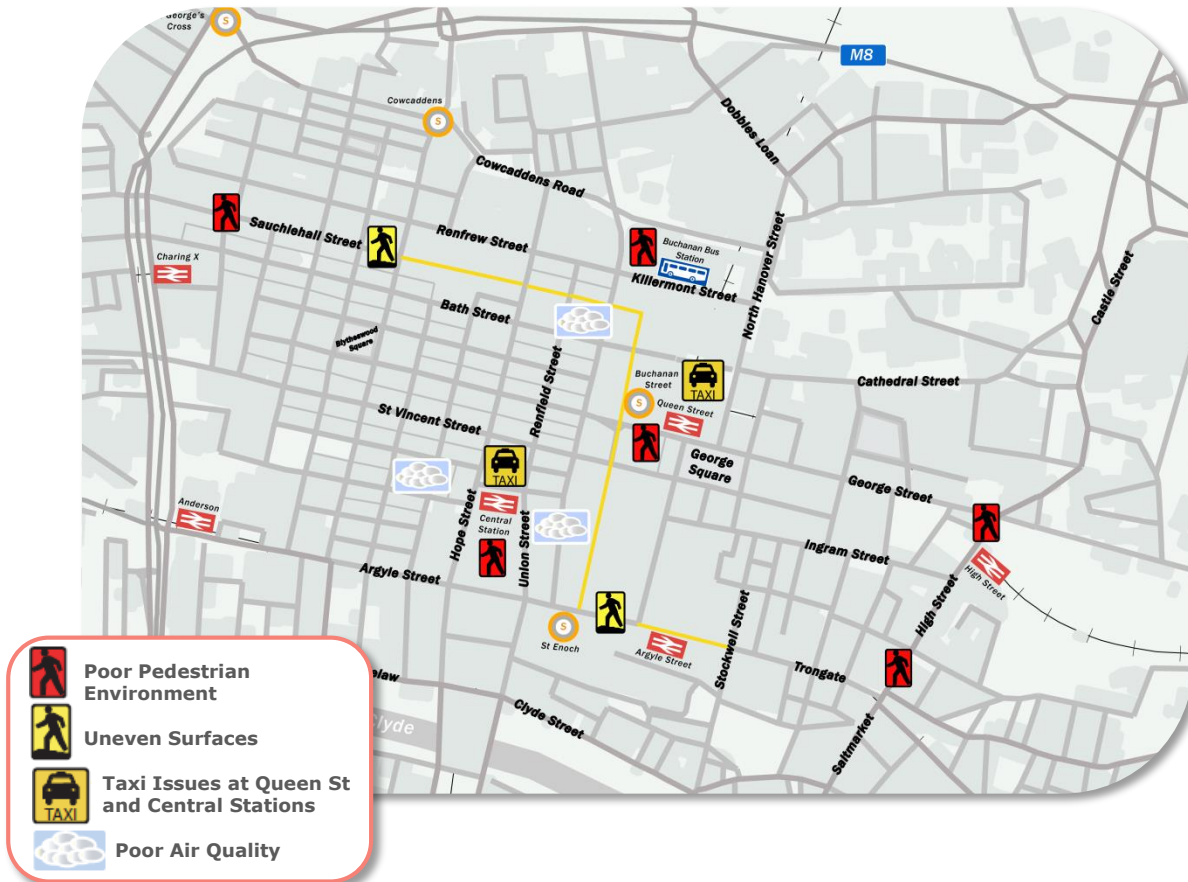 George's
Cross
S
M8
Cowcaddens
S
Dobbles Loan
Cowcaddens Road
Sauchiehall Street
Renfrew Street
Buchanan Bus
Station
North Hanover Street
Castle Street
Charing X
Killermont Street
Bath Street
Blythswood
Square
Renfield Street
Buchanan
Street
S
TAXI
Queen Street
Cathedral Street
St Vincent Street
George
Square
TAXI
George Street
Anderson
Hope Street
Central
Station
Union Street
Ingram Street
Argyle Street
High Street
High Street
S
St Enoch
Argyle Street
Stockwell Street
Trongate
Clyde Street
Saltmarket
elaw
Clyde
Poor Pedestrian
Environment
Uneven Surfaces
TAXI
Taxi Issues at Queen St
and Central Stations
Poor Air Quality